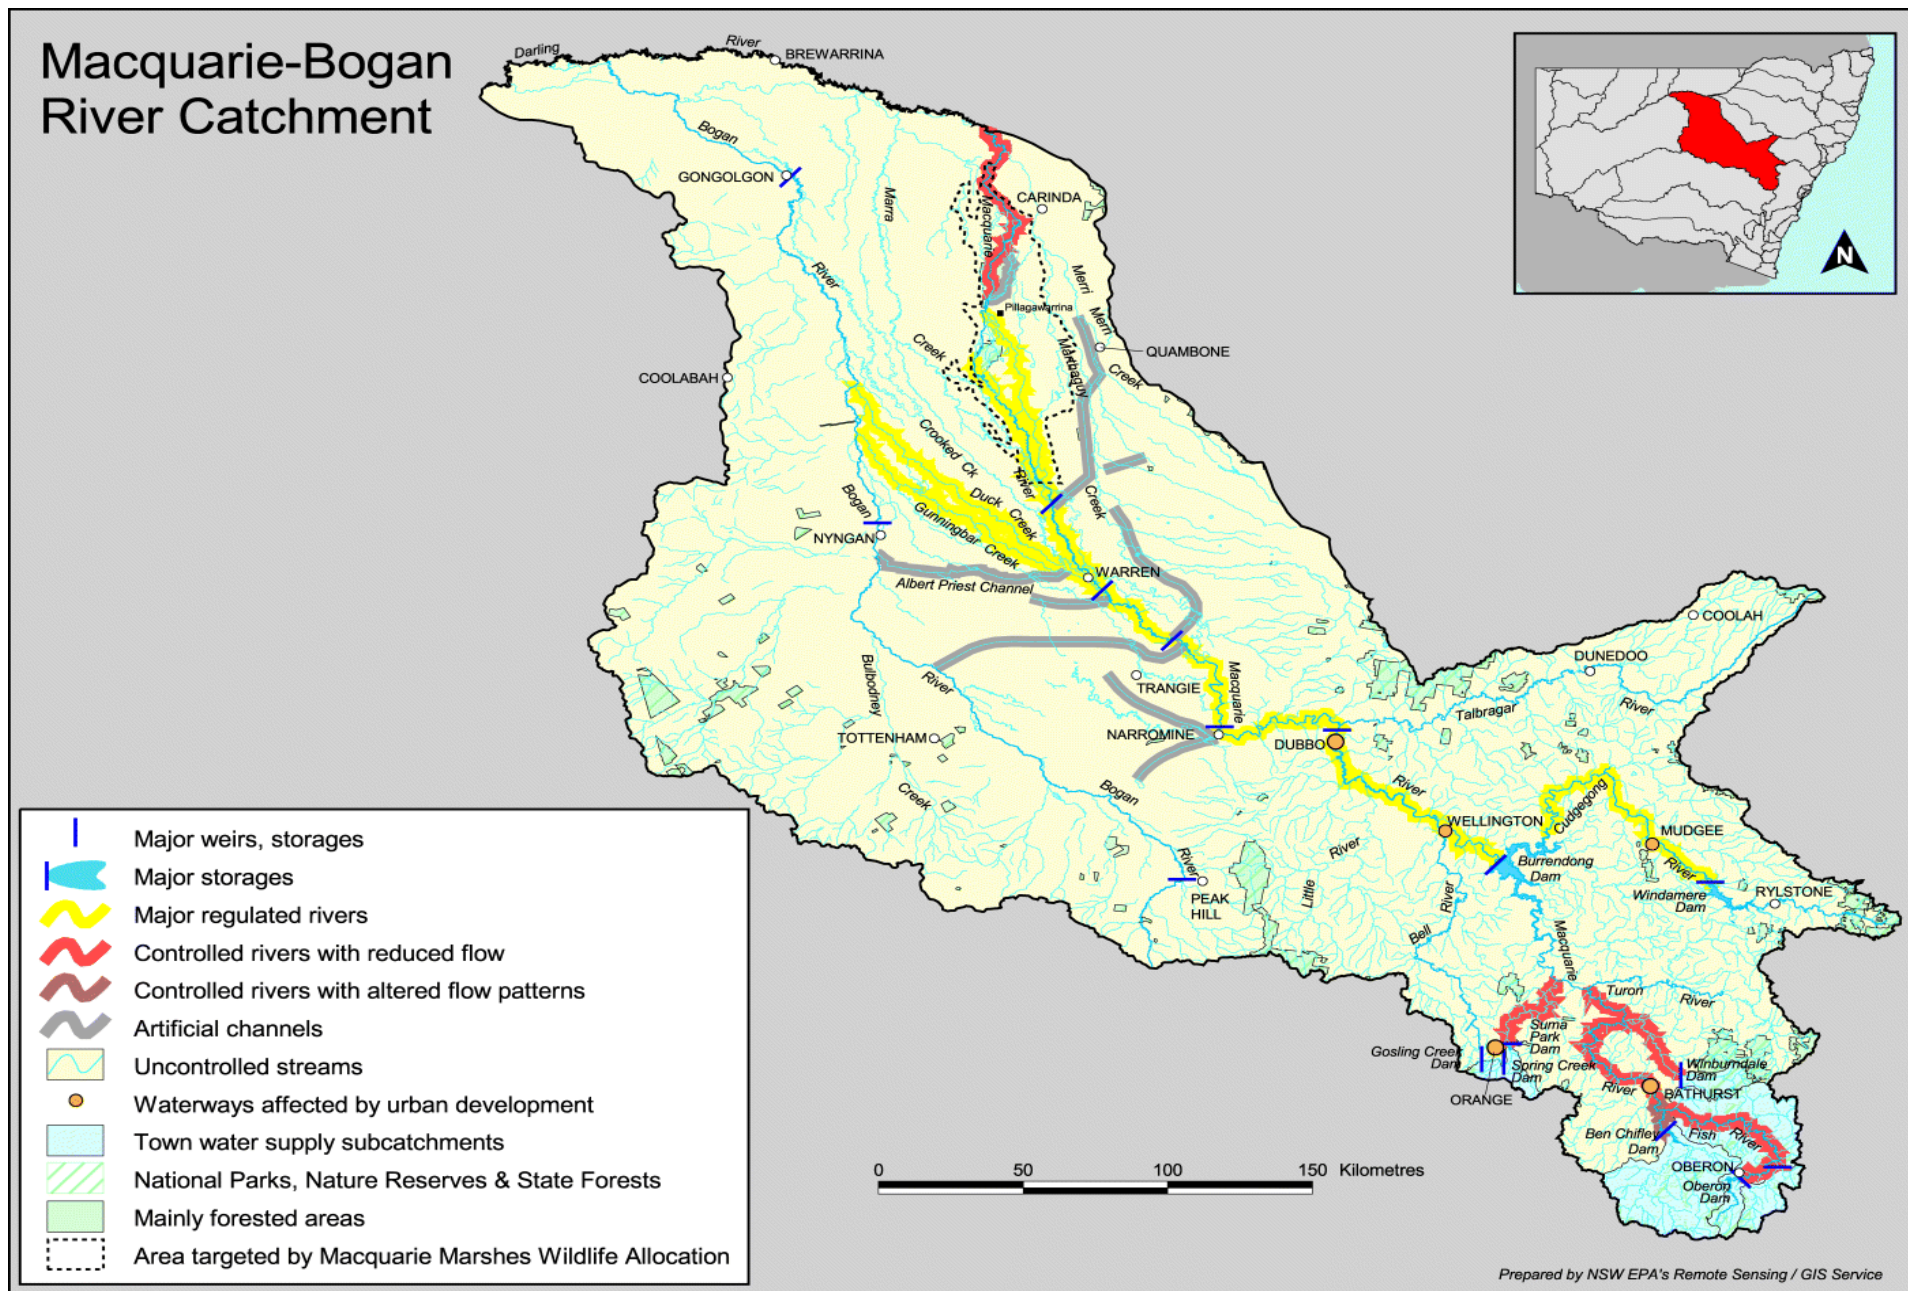 Macquarie-Bogan
River Catchment
Darling
River
BREWARRINA
Bogan
GONGOLGON
Marra
Macquarie
CARINDA
River
Merri
Merri
Pillagawarrina
Creek
Marthaguy
QUAMBONE
Creek
COOLABAH
Crooked Ck
Duck
Creek
River
Creek
Bogan
Gunningbar Creek
NYNGAN
WARREN
Albert Priest Channel
COOLAH
DUNEDOO
Bulbodney
River
TRANGIE
Macquarie
Talbragar
River
TOTTENHAM
NARROMINE
DUBBO
Creek
Bogan
River
Cudgegong
WELLINGTON
MUDGEE
River
River
Little
River
River
Burrendong
Dam
Windamere
Dam
RYLSTONE
PEAK
HILL
Bell
Macquarie
Turon
River
Suma
Park
Dam
Gosling Creek
Dam
Spring Creek
Dam
Winburndale
Dam
River
ORANGE
BATHURST
Ben Chifley
Dam
Fish
River
OBERON
Oberon
Dam
N
Major weirs, storages
Major storages
Major regulated rivers
Controlled rivers with reduced flow
Controlled rivers with altered flow patterns
Artificial channels
Uncontrolled streams
Waterways affected by urban development
Town water supply subcatchments
National Parks, Nature Reserves & State Forests
Mainly forested areas
Area targeted by Macquarie Marshes Wildlife Allocation
0 50 100 150 Kilometres
Prepared by NSW EPA's Remote Sensing / GIS Service